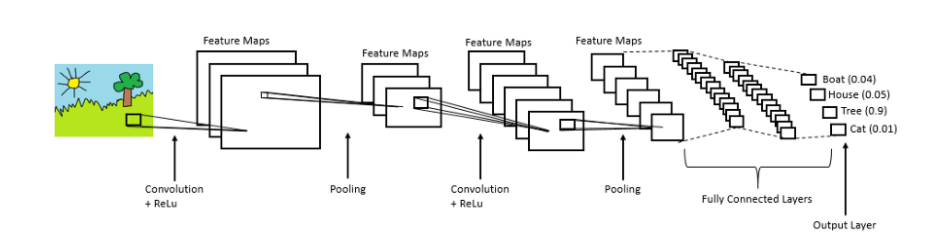 Feature Maps
Feature Maps
Feature Maps
Feature Maps
Boat (0.04)
House (0.05)
Tree (0.9)
Cat (0.01)
Convolution
+ ReLu
Pooling
Convolution
+ ReLu
Pooling
Fully Connected Layers
Output Layer